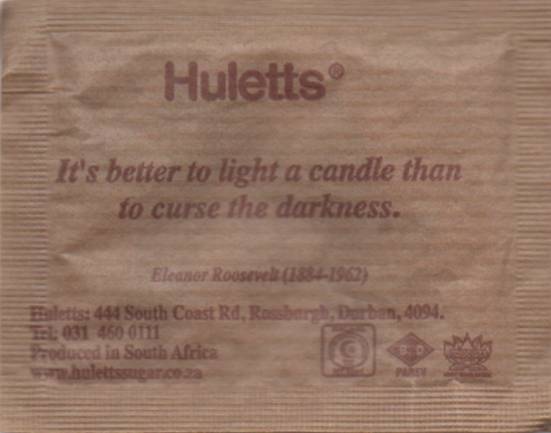 Huletts®
It's better to light a candle than
to curse the darkness.
Eleanor Roosevelt (1884-1962)
Huletts: 444 South Coast Rd, Rossburgh, Durban, 4094.
Tel: 031 460 0111
Produced in South Africa
www.hulettssugar.co.za
PAREV